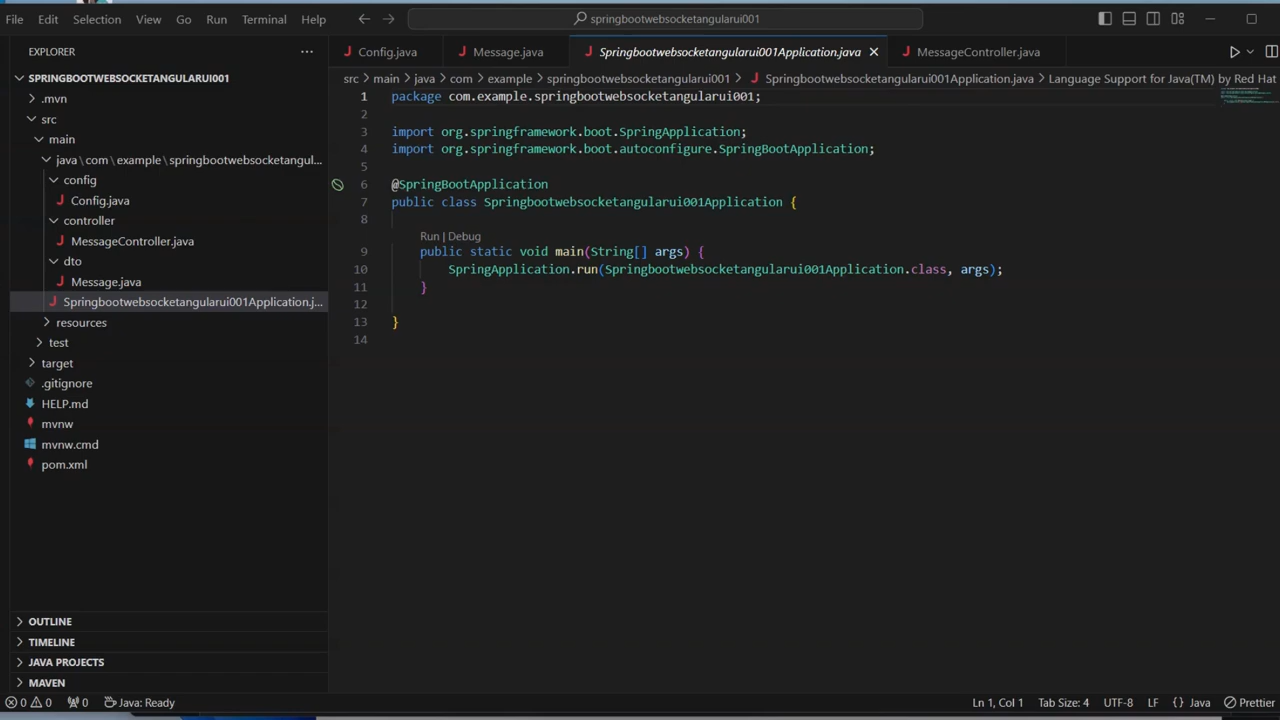 File Edit Selection View Go Run Terminal Help springbootwebsocketangularui001
EXPLORER ···
SPRINGBOOTWEBSOCKETANGULARUI001
.mvn
src
main
java\com\example\springbootwebsocketangul...
config
Config.java
controller
MessageController.java
dto
Message.java
Springbootwebsocketangularui001Application.j...
resources
test
target
.gitignore
HELP.md
mvnw
mvnw.cmd
pom.xml
OUTLINE
TIMELINE
JAVA PROJECTS
MAVEN
Config.java Message.java Springbootwebsocketangularui001Application.java MessageController.java
src > main > java > com > example > springbootwebsocketangularui001 > Springbootwebsocketangularui001Application.java > Language Support for Java(TM) by Red Hat
1 package com.example.springbootwebsocketangularui001;
2
3 import org.springframework.boot.SpringApplication;
4 import org.springframework.boot.autoconfigure.SpringBootApplication;
5
6 @SpringBootApplication
7 public class Springbootwebsocketangularui001Application {
8
Run | Debug
9 public static void main(String[] args) {
10 SpringApplication.run(Springbootwebsocketangularui001Application.class, args);
11 }
12
13 }
14
0 0 0 Java: Ready Ln 1, Col 1 Tab Size: 4 UTF-8 LF {} Java Prettier